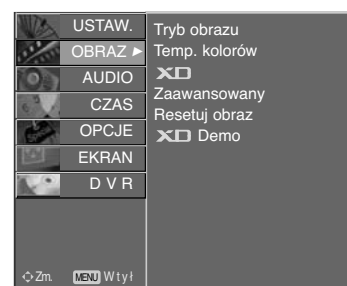 USTAW.
OBRAZ ►
AUDIO
CZAS
OPCJE
EKRAN
D V R
Zm. MENU Wtył
Tryb obrazu
Temp. kolorów
XD
Zaawansowany
Resetuj obraz
XD Demo